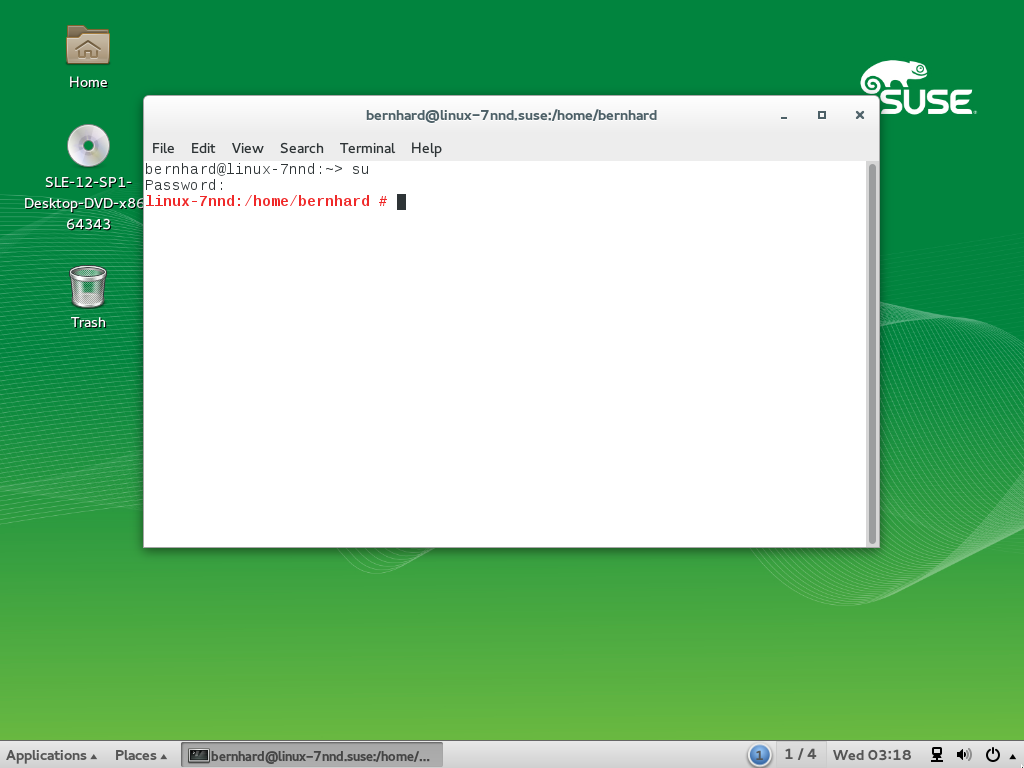 Home
SLE-12-SP1-
Desktop-DVD-x86
64343
Trash
SUSE
bernhard@linux-7nnd.suse:/home/bernhard
File Edit View Search Terminal Help
bernhard@linux-7nnd:~> su
Password:
linux-7nnd:/home/bernhard #
Applications Places bernhard@linux-7nnd.suse:/home/... 1 1 / 4 Wed 03:18